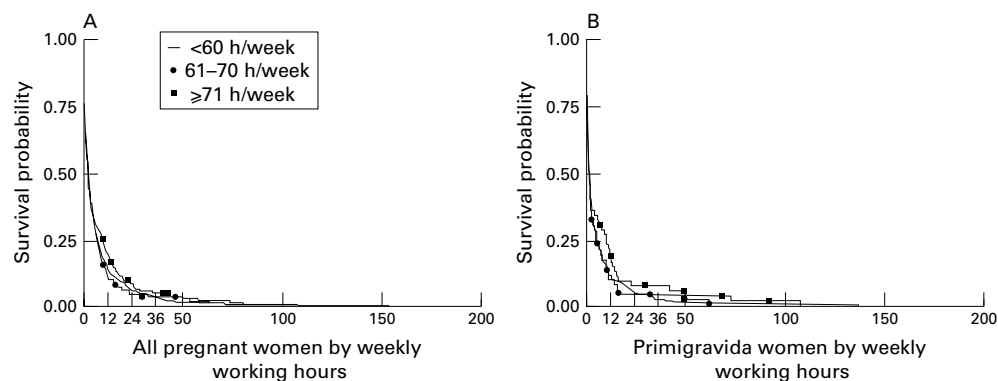 A
1.00
0.75
0.50
0.25
0.00
Survival probability
<60 h/week
61–70 h/week
⩾71 h/week
0 12 24 36 50 100 150 200
All pregnant women by weekly
working hours
B
1.00
0.75
0.50
0.25
0.00
Survival probability
0 12 24 36 50 100 150 200
Primigravida women by weekly
working hours